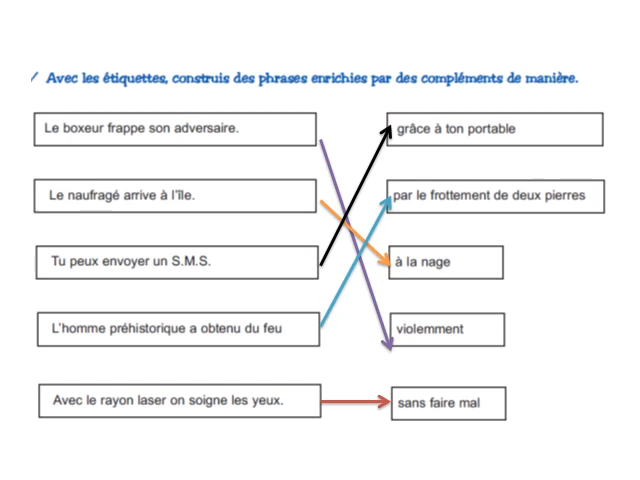 Avec les étiquettes, construis des phrases enrichies par des compléments de manière.
Le boxeur frappe son adversaire.
grâce à ton portable
Le naufragé arrive à l'île.
par le frottement de deux pierres
Tu peux envoyer un S.M.S.
à la nage
L'homme préhistorique a obtenu du feu
violemment
Avec le rayon laser on soigne les yeux.
sans faire mal